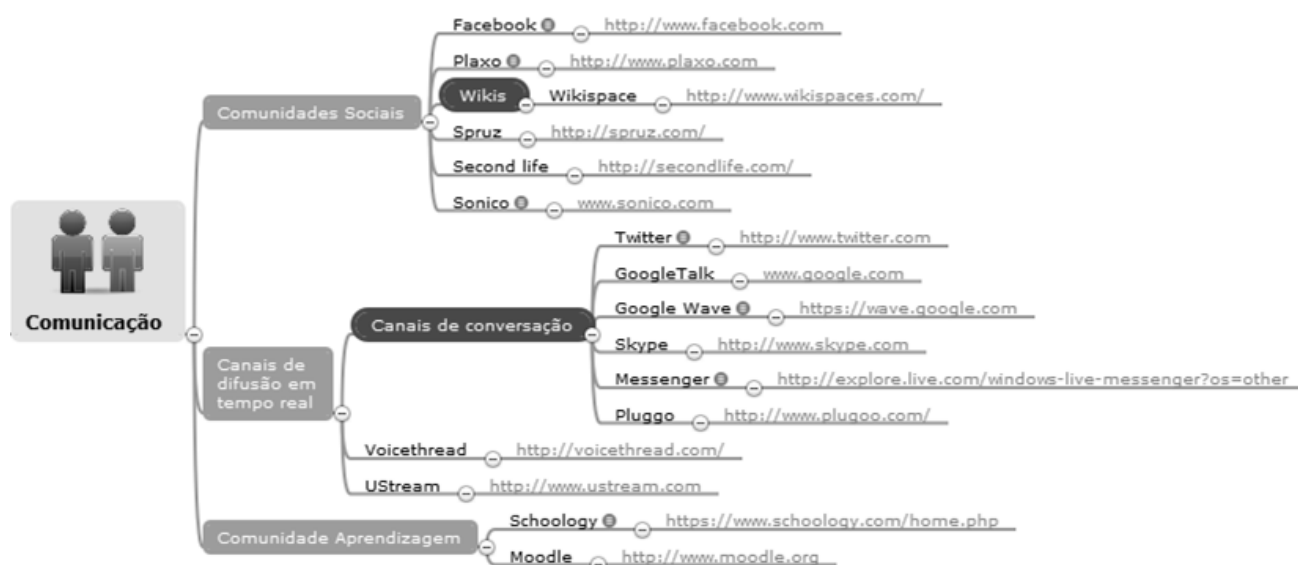 Facebook http://www.facebook.com
Plaxo http://www.plaxo.com
Wikis Wikispace http://www.wikispaces.com/
Comunidades Sociais
Spruz http://spruz.com/
Second life http://secondlife.com/
Sonico www.sonico.com
Comunicação
Twitter http://www.twitter.com
GoogleTalk www.google.com
Google Wave https://wave.google.com
Canais de conversação
Skype http://www.skype.com
Canais de
difusão em
tempo real
Messenger http://explore.live.com/windows-live-messenger?os=other
Pluggo http://www.plugoo.com/
Voicethread http://voicethread.com/
UStream http://www.ustream.com
Comunidade Aprendizagem
Schoology https://www.schoology.com/home.php
Moodle http://www.moodle.org